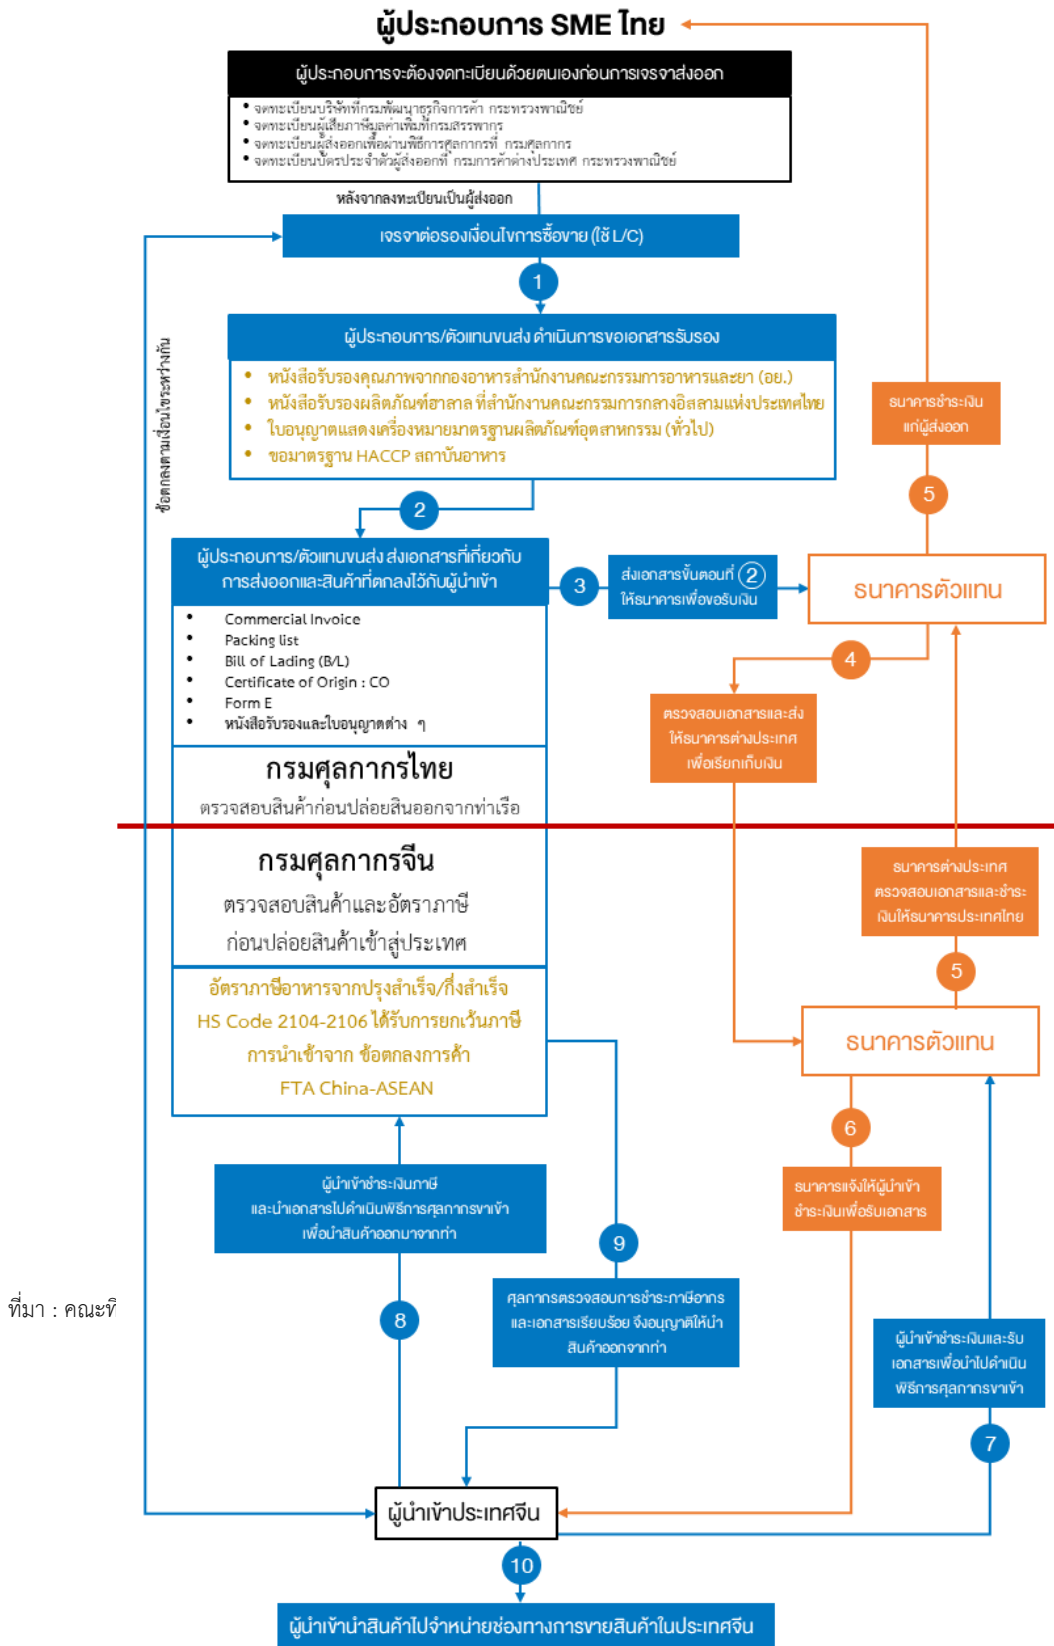 ผู้ประกอบการ SME ไทย
ผู้ประกอบการจะต้องจดทะเบียนด้วยตนเองก่อนการเจรจาส่งออก
• จดทะเบียนบริษัทที่กรมพัฒนาธุรกิจการค้า กระทรวงพาณิชย์
• จดทะเบียนผู้เสียภาษีมูลค่าเพิ่มที่กรมสรรพากร
• จดทะเบียนผู้ส่งออกเพื่อผ่านพิธีการศุลกากรที่ กรมศุลกากร
• จดทะเบียนบัตรประจำตัวผู้ส่งออกที่ กรมการค้าต่างประเทศ กระทรวงพาณิชย์
หลังจากลงทะเบียนเป็นผู้ส่งออก
เจรจาต่อรองเงื่อนไขการซื้อขาย (ใช้ L/C)
1
ข้อตกลงตามเงื่อนไขระหว่างกัน
ผู้ประกอบการ/ตัวแทนขนส่ง ดำเนินการขอเอกสารรับรอง
• หนังสือรับรองคุณภาพจากกองอาหารสำนักงานคณะกรรมการอาหารและยา (อย.)
• หนังสือรับรองผลิตภัณฑ์ฮาลาล ที่สำนักงานคณะกรรมการกลางอิสลามแห่งประเทศไทย
• ใบอนุญาตแสดงเครื่องหมายมาตรฐานผลิตภัณฑ์อุตสาหกรรม (ทั่วไป)
• ขอมาตรฐาน HACCP สถาบันอาหาร
ธนาคารชำระเงิน
แก่ผู้ส่งออก
5
2
ผู้ประกอบการ/ตัวแทนขนส่ง ส่งเอกสารที่เกี่ยวกับ
การส่งออกและสินค้าที่ตกลงไว้กับผู้นำเข้า
• Commercial Invoice
• Packing list
• Bill of Lading (B/L)
• Certificate of Origin : CO
• Form E
• หนังสือรับรองและใบอนุญาตต่าง ๆ
3
ส่งเอกสารขั้นตอนที่ 2
ให้ธนาคารเพื่อขอรับเงิน
ธนาคารตัวแทน
4
ตรวจสอบเอกสารและส่ง
ให้ธนาคารต่างประเทศ
เพื่อเรียกเก็บเงิน
กรมศุลกากรไทย
ตรวจสอบสินค้าก่อนปล่อยสินออกจากท่าเรือ
กรมศุลกากรจีน
ตรวจสอบสินค้าและอัตราภาษี
ก่อนปล่อยสินค้าเข้าสู่ประเทศ
ธนาคารต่างประเทศ
ตรวจสอบเอกสารและชำระ
เงินให้ธนาคารประเทศไทย
5
อัตราภาษีอาหารจากปรุงสำเร็จ/กึ่งสำเร็จ
HS Code 2104-2106 ได้รับการยกเว้นภาษี
การนำเข้าจาก ข้อตกลงการค้า
FTA China-ASEAN
ธนาคารตัวแทน
6
ธนาคารแจ้งให้ผู้นำเข้า
ชำระเงินเพื่อรับเอกสาร
ผู้นำเข้าชำระเงินภาษี
และนำเอกสารไปดำเนินพิธีการศุลกากรขาเข้า
เพื่อนำสินค้าออกมาจากท่า
9
ศุลกากรตรวจสอบการชำระภาษีอากร
และเอกสารเรียบร้อย จึงอนุญาติให้นำ
สินค้าออกจากท่า
ที่มา : คณะที
8
ผู้นำเข้าชำระเงินและรับ
เอกสารเพื่อนำไปดำเนิน
พิธีการศุลกากรขาเข้า
7
ผู้นำเข้าประเทศจีน
10
ผู้นำเข้านำสินค้าไปจำหน่ายช่องทางการขายสินค้าในประเทศจีน